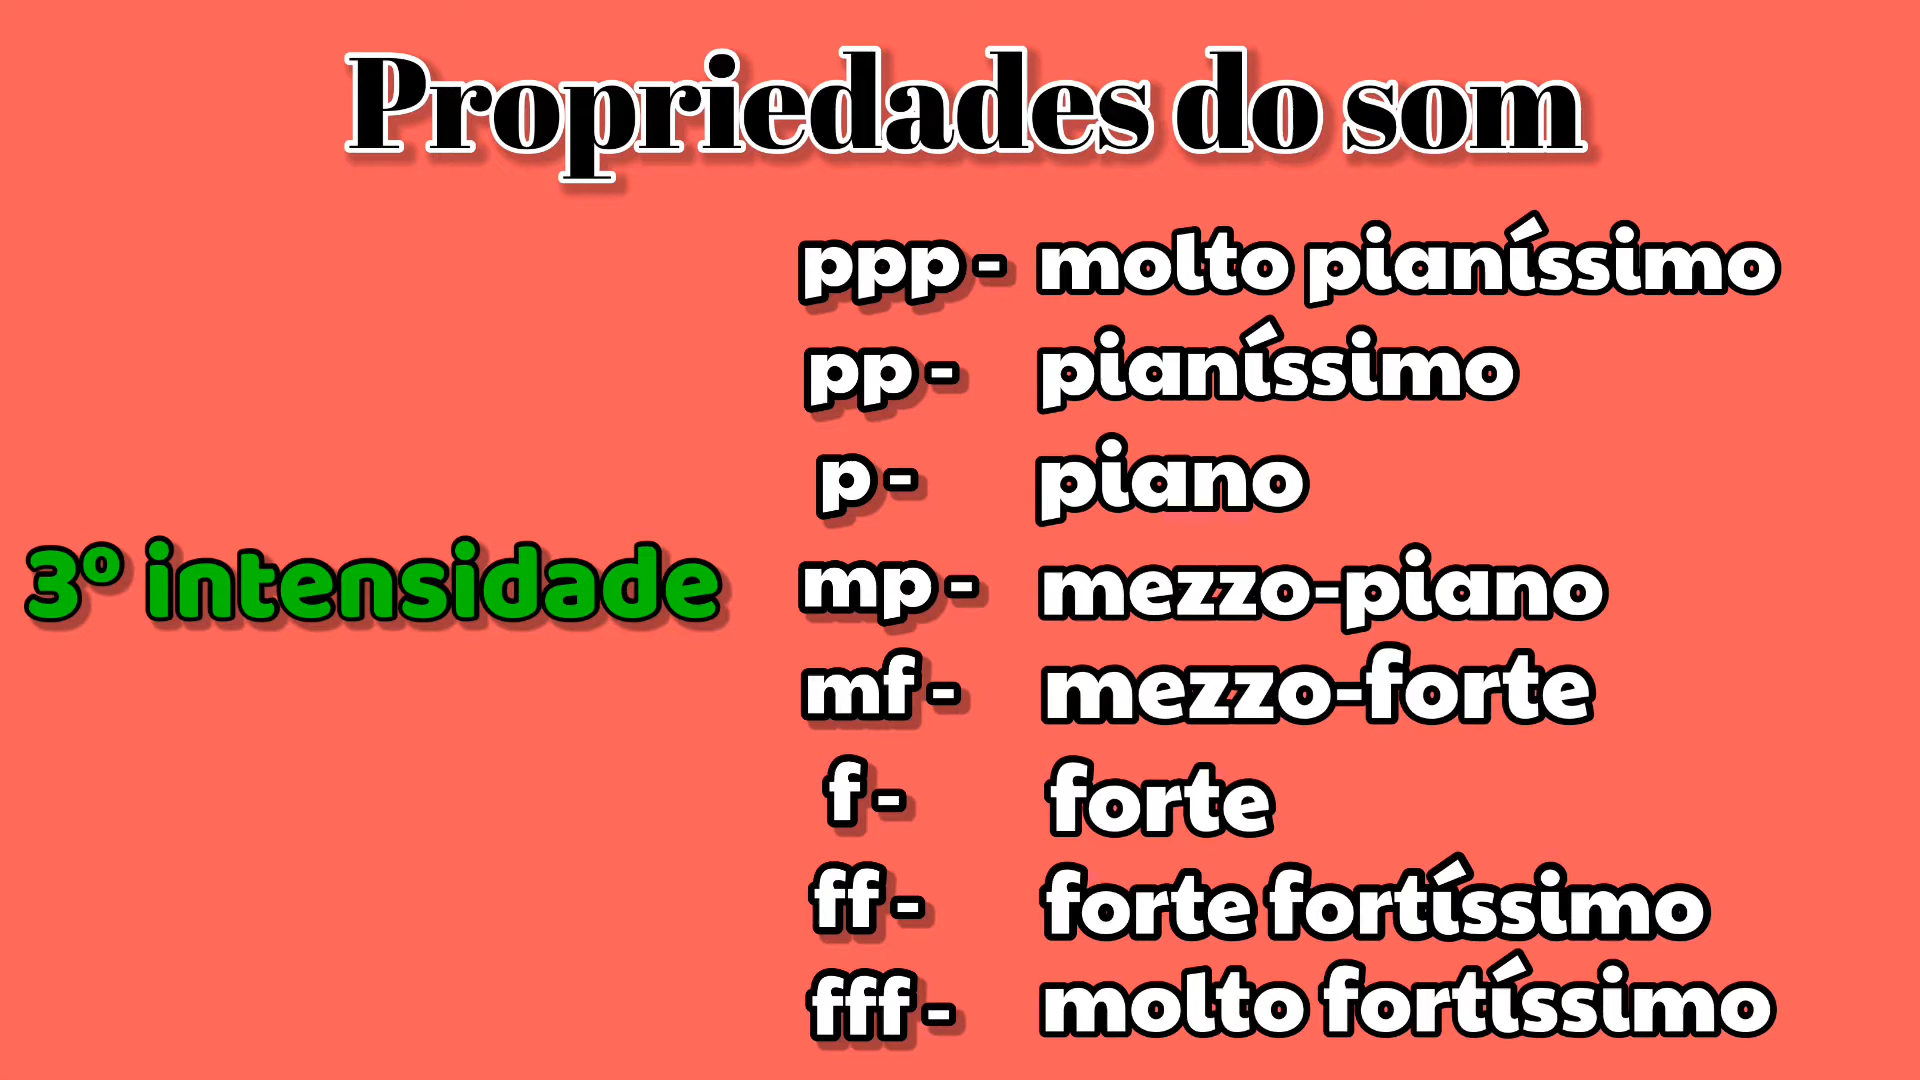 Propriedades do som
ppp - molto pianíssimo
pp - pianíssimo
p - piano
3º intensidade
mp - mezzo-piano
mf - mezzo-forte
f - forte
ff - forte fortíssimo
fff - molto fortíssimo